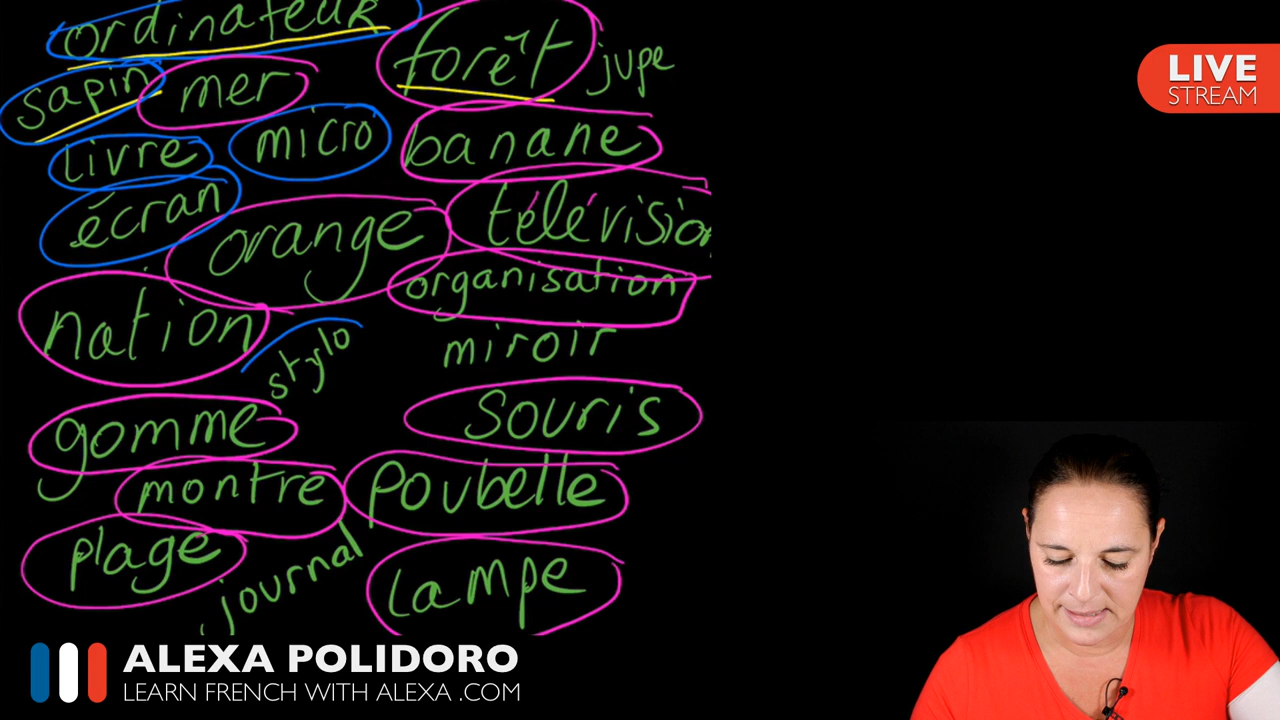 ordinateur
forêt
jupe
sapin
mer
livre
micro
banane
écran
orange
télévision
organisation
nation
stylo
miroir
gomme
souris
montre
poubelle
plage
journal
lampe
LIVE
STREAM
ALEXA POLIDORO
LEARN FRENCH WITH ALEXA .COM